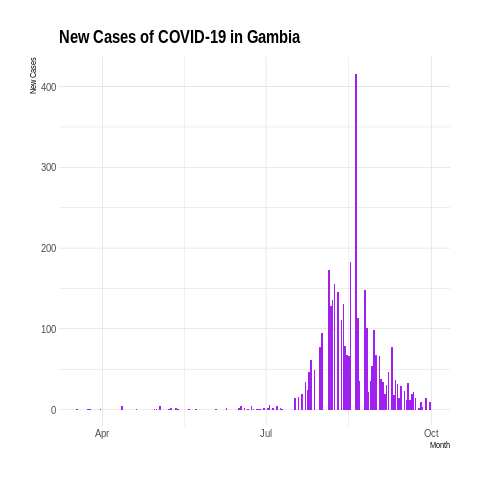 New Cases of COVID-19 in Gambia
New Cases
400
300
200
100
0
Apr
Jul
Oct
Month